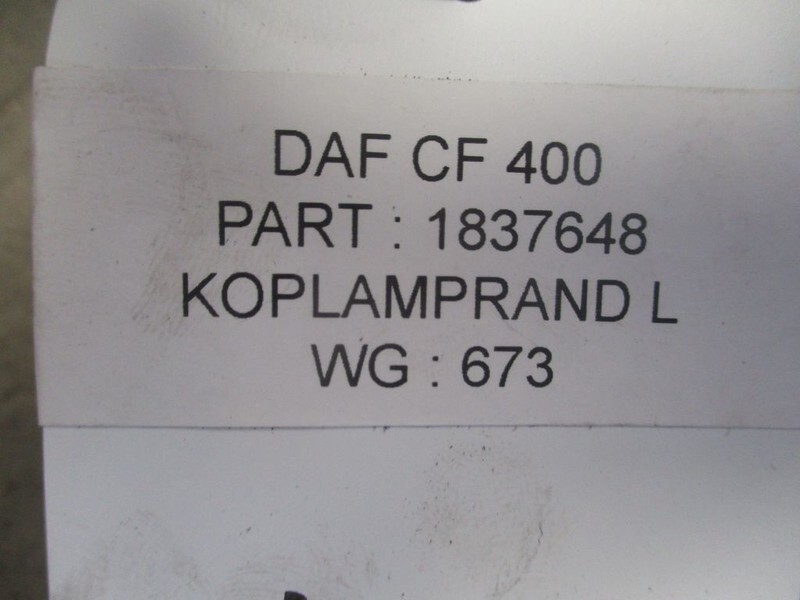 DAF CF 400
PART : 1837648
KOPLAMPRAND L
WG : 673